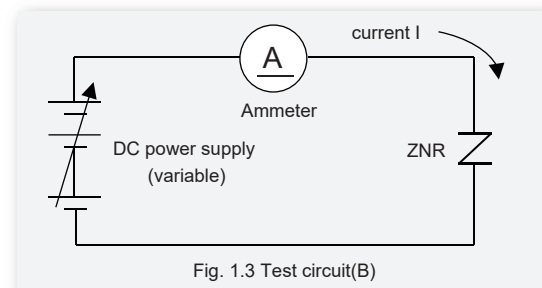 current I
A
Ammeter
DC power supply
(variable)
ZNR
Fig. 1.3 Test circuit(B)